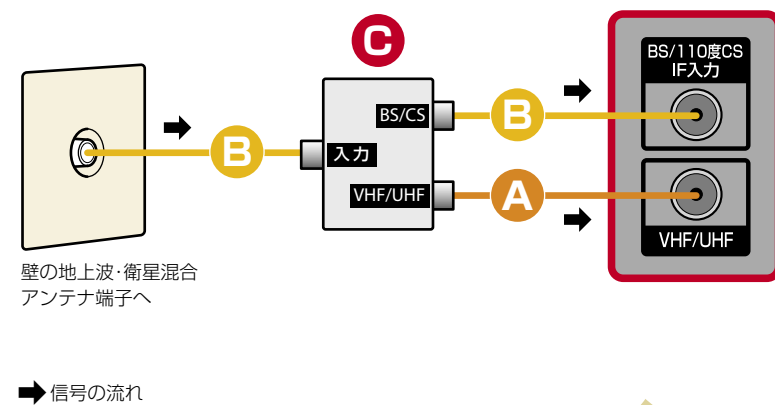 C
BS/110度CS
IF入力
BS/CS
B
B
入力
VHF/UHF
A
VHF/UHF
壁の地上波・衛星混合
アンテナ端子へ
信号の流れ